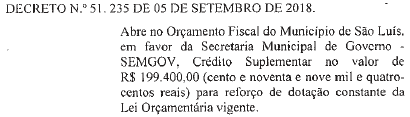 DECRETO N.º 51. 235 DE 05 DE SETEMBRO DE 2018.
Abre no Orçamento Fiscal do Município de São Luís,
em favor da Secretaria Municipal de Governo -
SEMGOV, Crédito Suplementar no valor de
R$ 199.400,00 (cento e noventa e nove mil e quatro-
centos reais) para reforço de dotação constante da
Lei Orçamentária vigente.